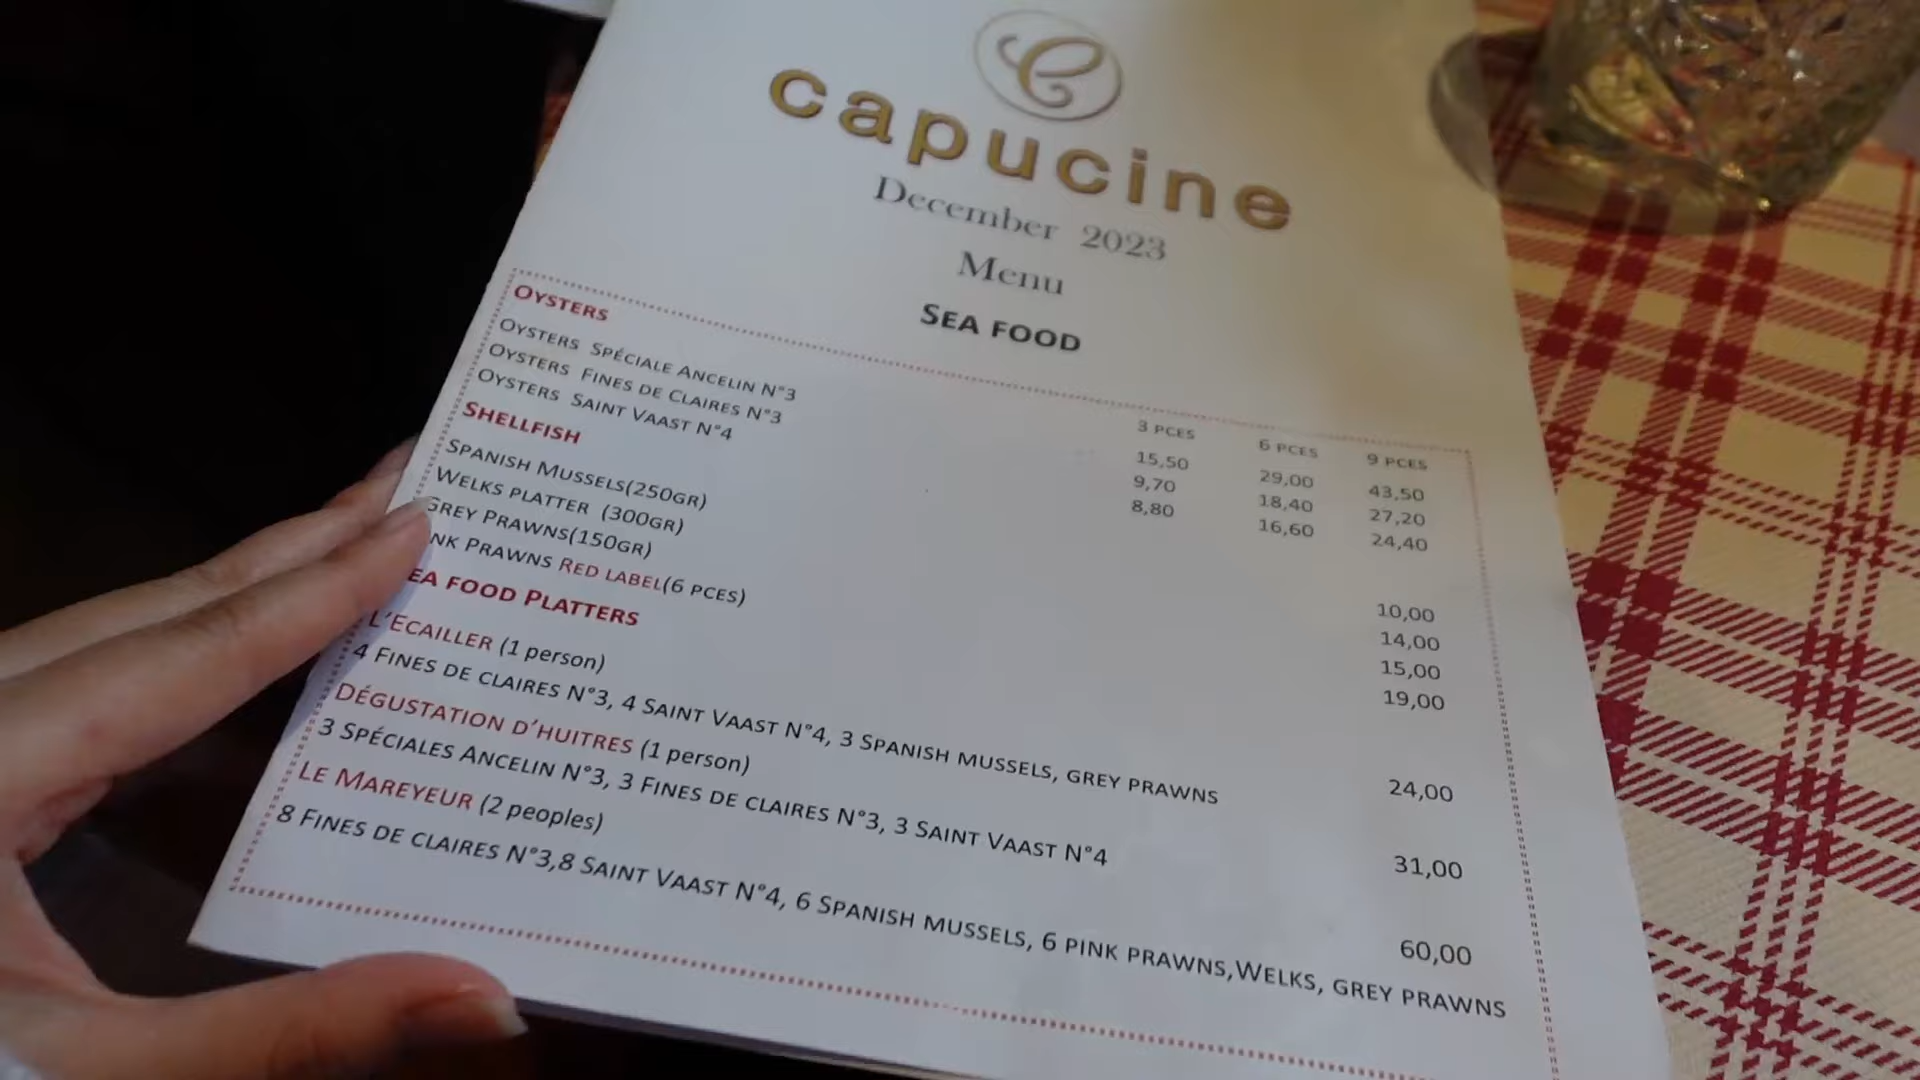 C
capucine
December 2023
Menu
SEA FOOD
OYSTERS
3 PCES 6 PCES 9 PCES
OYSTERS SPÉCIALE ANCELIN N°3 15,50 29,00 43,50
OYSTERS FINES DE CLAIRES N°3 9,70 18,40 27,20
OYSTERS SAINT VAAST N°4 8,80 16,60 24,40
SHELLFISH
SPANISH MUSSELS(250GR) 10,00
WELKS PLATTER (300GR) 14,00
GREY PRAWNS(150GR) 15,00
NK PRAWNS RED LABEL(6 PCES) 19,00
EA FOOD PLATTERS
L'ECAILLER (1 person) 24,00
4 FINES DE CLAIRES N°3, 4 SAINT VAAST N°4, 3 SPANISH MUSSELS, GREY PRAWNS
DÉGUSTATION D'HUITRES (1 person) 31,00
3 SPÉCIALES ANCELIN N°3, 3 FINES DE CLAIRES N°3, 3 SAINT VAAST N°4
LE MAREYEUR (2 peoples) 60,00
8 FINES DE CLAIRES N°3,8 SAINT VAAST N°4, 6 SPANISH MUSSELS, 6 PINK PRAWNS,WELKS, GREY PRAWNS